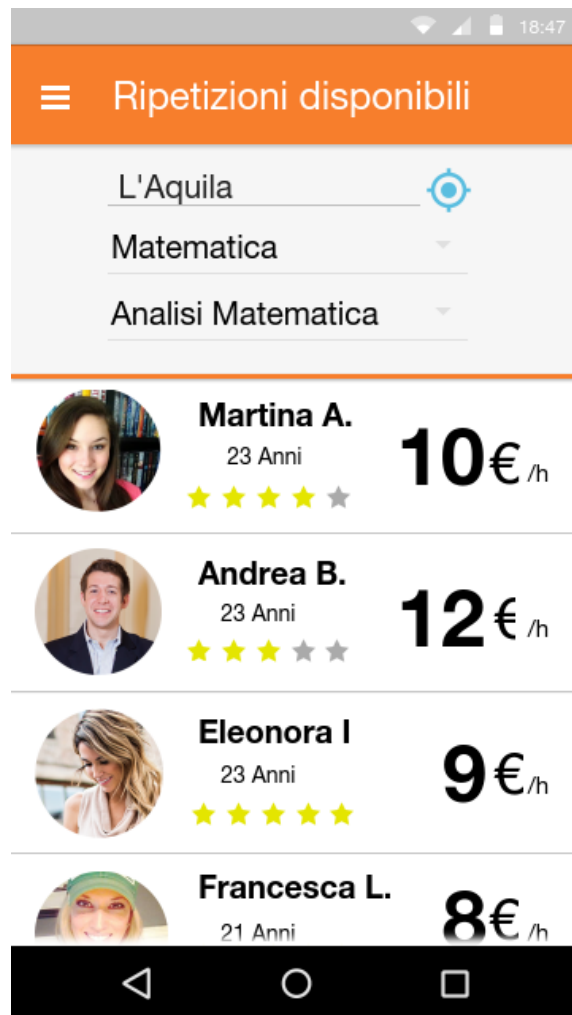 18:47
Ripetizioni disponibili
L'Aquila
Matematica
Analisi Matematica
Martina A.
23 Anni
10€/h
Andrea B.
23 Anni
12€/h
Eleonora I
23 Anni
9€/h
Francesca L.
21 Anni
8€/h